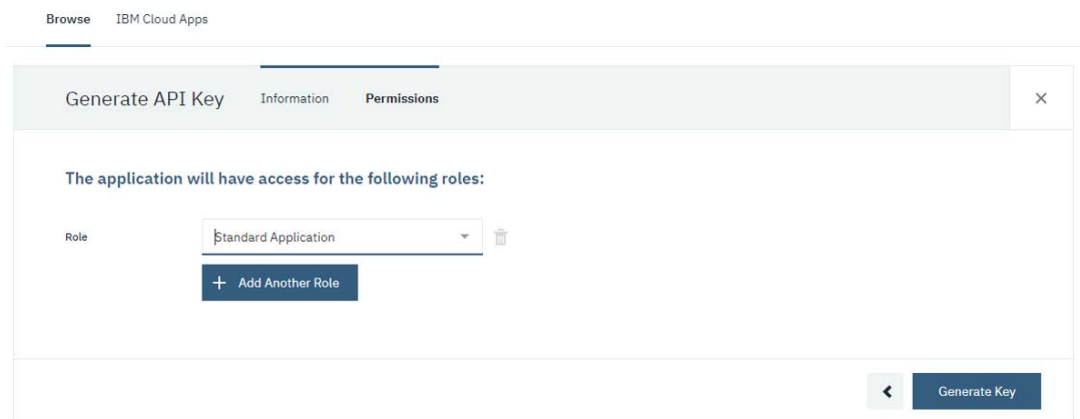 Browse IBM Cloud Apps
Generate API Key Information Permissions
The application will have access for the following roles:
Role Standard Application
Add Another Role
Generate Key